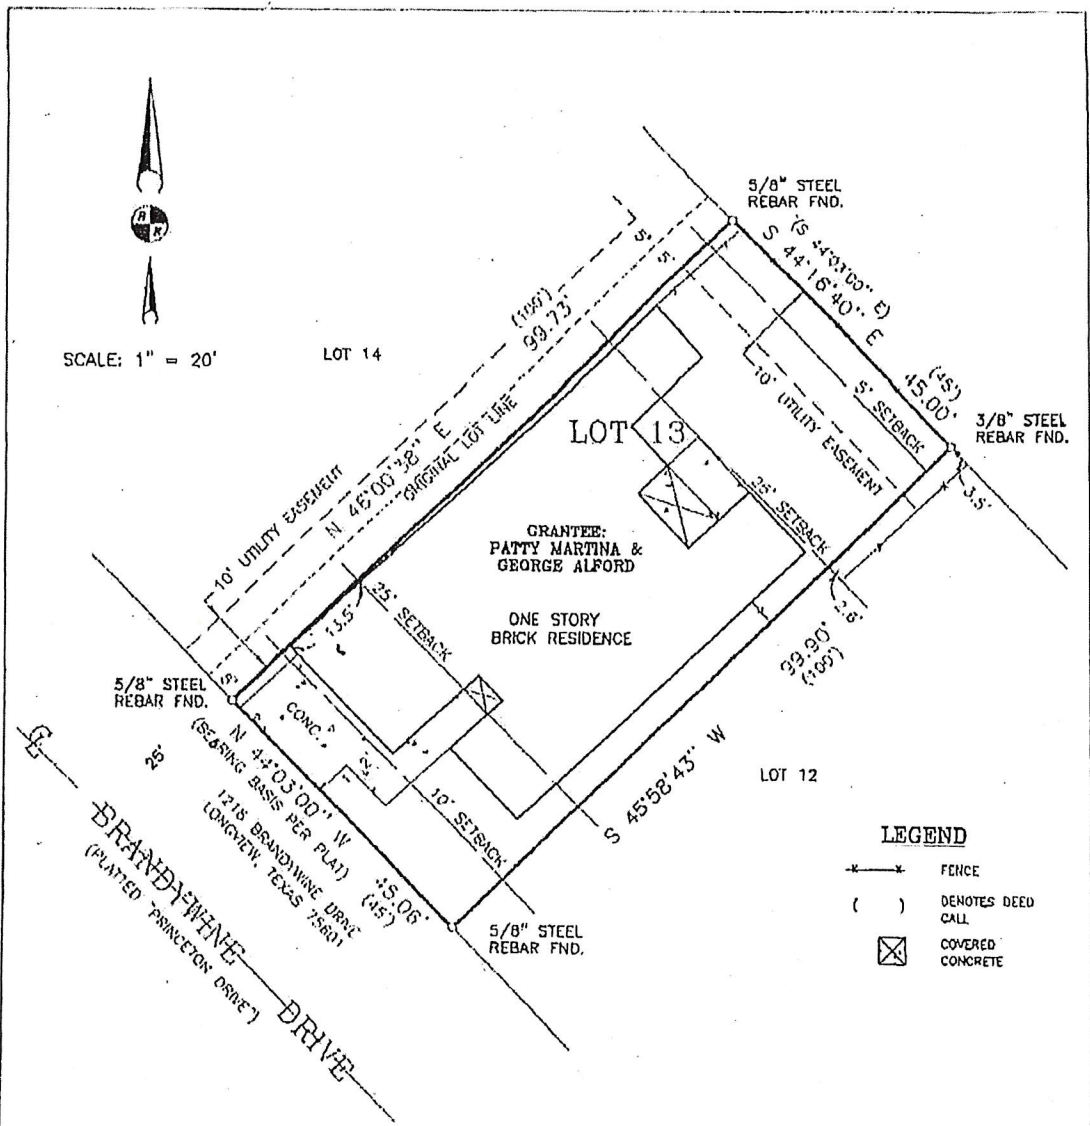 SCALE: 1" = 20'
LOT 14
5/8" STEEL
REBAR FND.
(S 44°03'00" E)
S 44°16'40" E
(45')
45.00'
3/8" STEEL
REBAR FND.
3.5'
(100')
99.73'
N 46°00'38" E
ORIGINAL LOT LINE
10' UTILITY EASEMENT
5'
5'
LOT 13
10' UTILITY EASEMENT
5' SETBACK
25' SETBACK
2.8'
GRANTEE:
PATTY MARTINA &
GEORGE ALFORD
ONE STORY
BRICK RESIDENCE
25' SETBACK
13.5'
5'
CONC.
10' SETBACK
99.90'
(100')
S 45°58'43" W
LOT 12
5/8" STEEL
REBAR FND.
N 44°03'00" W
(BEARING BASIS PER PLAT)
45.06'
(45')
1218 BRANDYWINE DRIVE
LONGVIEW, TEXAS 75601
25'
BRANDYWINE DRIVE
(PLATTED "PRINCETON DRIVE")
5/8" STEEL
REBAR FND.
LEGEND
FENCE
( ) DENOTES DEED
CALL
COVERED
CONCRETE